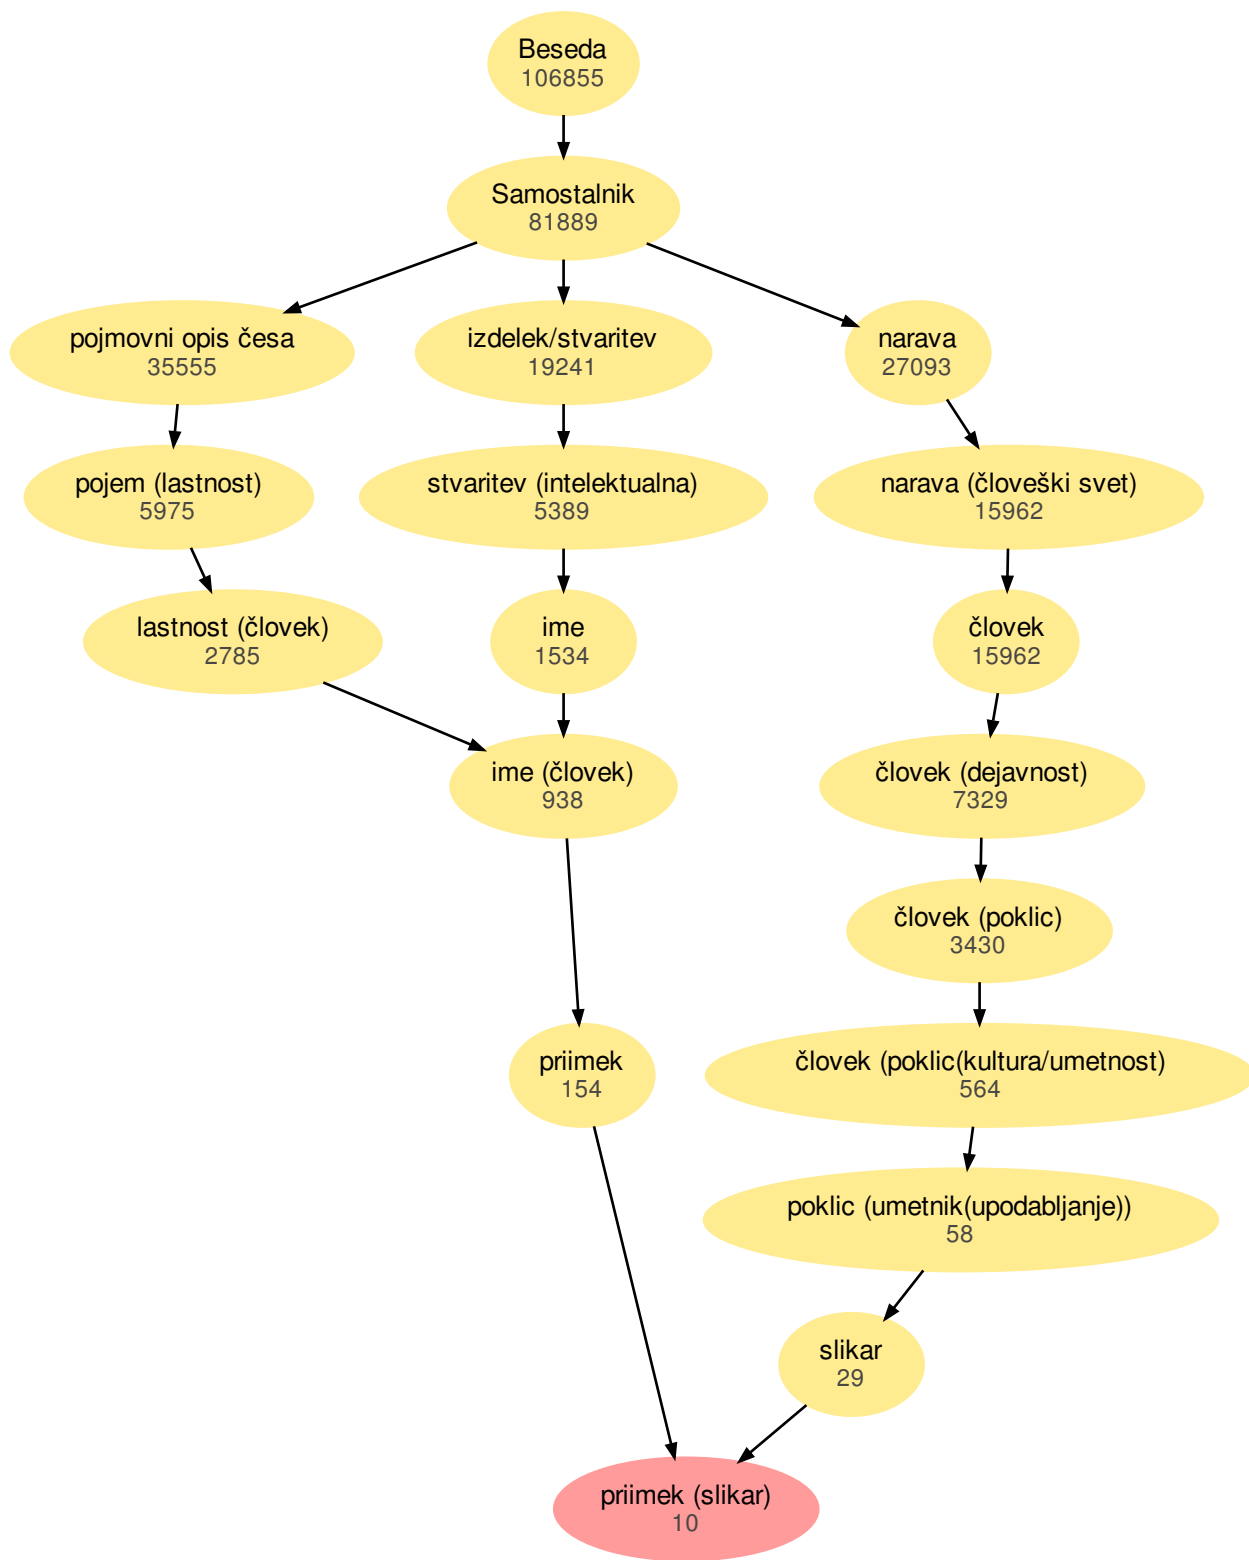 Beseda
106855
Samostalnik
81889
pojmovni opis česa
35555
izdelek/stvaritev
19241
narava
27093
pojem (lastnost)
5975
stvaritev (intelektualna)
5389
narava (človeški svet)
15962
lastnost (človek)
2785
ime
1534
človek
15962
ime (človek)
938
človek (dejavnost)
7329
človek (poklic)
3430
priimek
154
človek (poklic(kultura/umetnost)
564
poklic (umetnik(upodabljanje))
58
slikar
29
priimek (slikar)
10